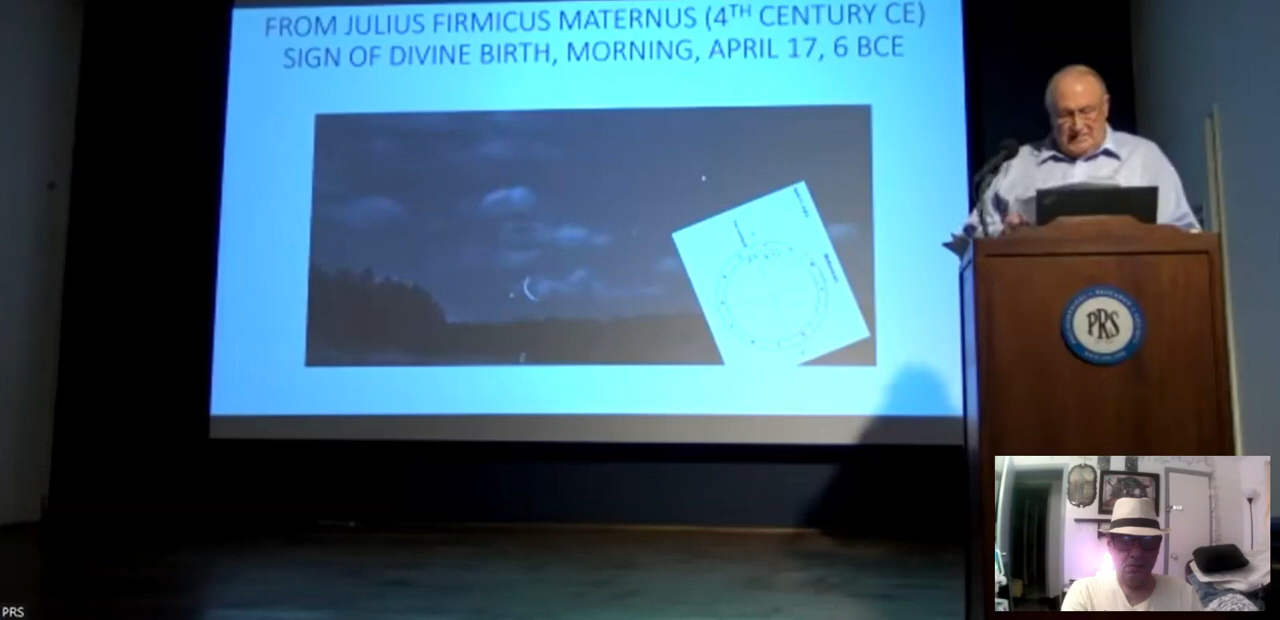 FROM JULIUS FIRMICUS MATERNUS (4TH CENTURY CE)
SIGN OF DIVINE BIRTH, MORNING, APRIL 17, 6 BCE
PRS
PRS